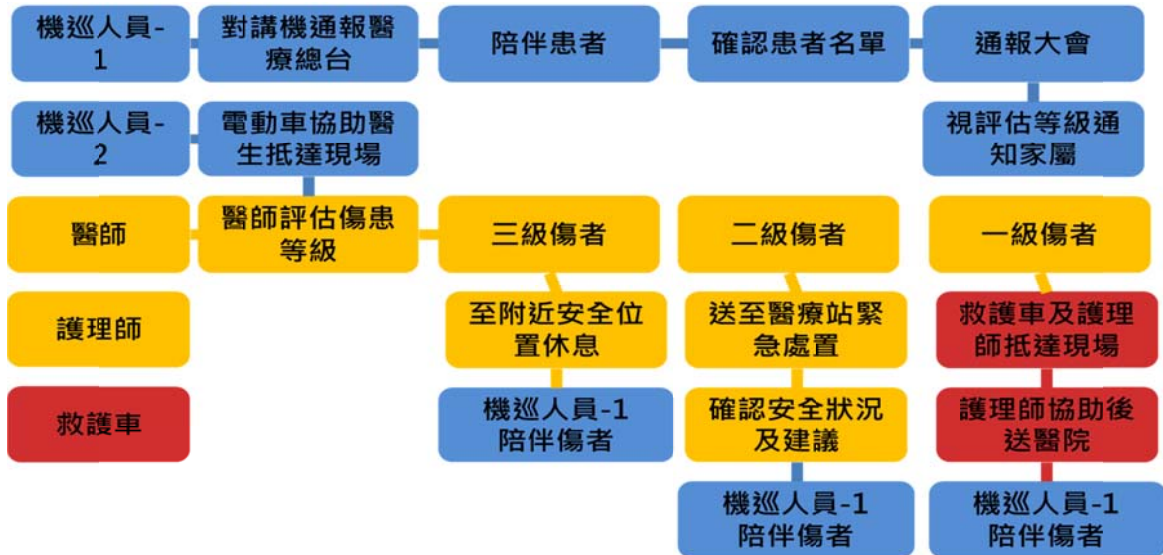 機巡人員-
1
對講機通報醫
療總台
陪伴患者
確認患者名單
通報大會
機巡人員-
2
電動車協助醫
生抵達現場
視評估等級通
知家屬
醫師
醫師評估傷患
等級
三級傷者
二級傷者
一級傷者
護理師
至附近安全位
置休息
送至醫療站緊
急處置
救護車及護理
師抵達現場
救護車
機巡人員-1
陪伴傷者
確認安全狀況
及建議
護理師協助後
送醫院
機巡人員-1
陪伴傷者
機巡人員-1
陪伴傷者